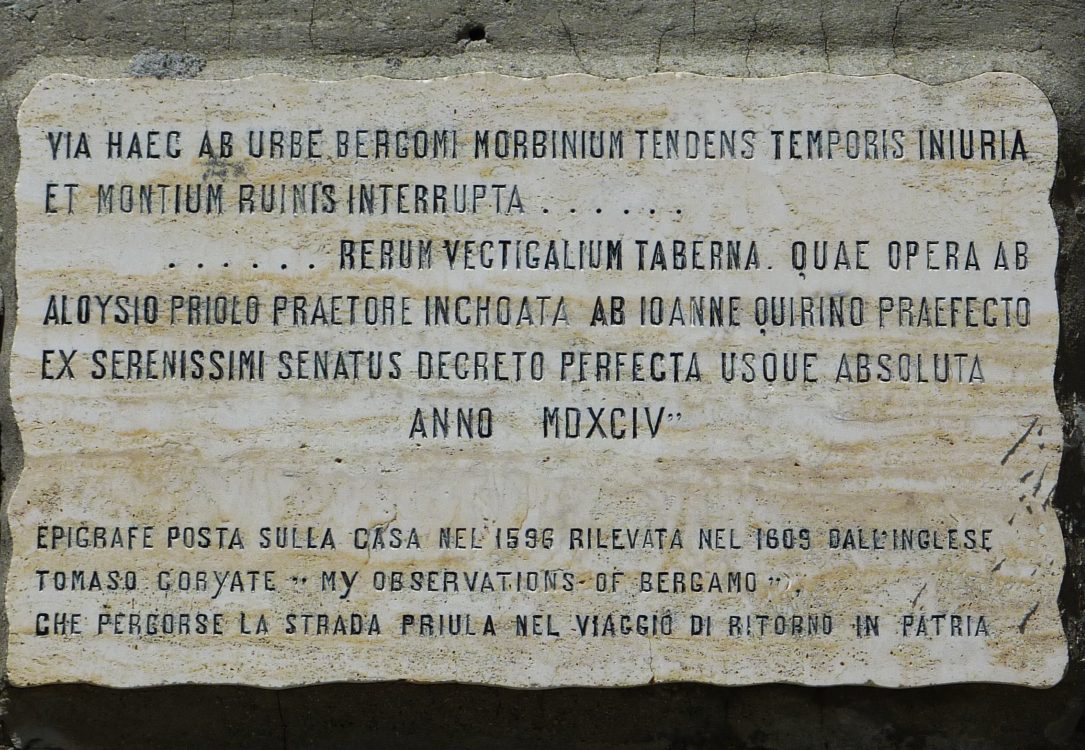 VIA HAEC AB URBE BERGOMI MORBINIUM TENDENS TEMPORIS INIURIA
ET MONTIUM RUINIS INTERRUPTA . . . . . .
. . . . . . RERUM VECTIGALIUM TABERNA. QUAE OPERA AB
ALOYSIO PRIOLO PRAETORE INCHOATA AB IOANNE QUIRINO PRAEFECTO
EX SERENISSIMI SENATUS DECRETO PERFECTA USQUE ABSOLUTA
ANNO MDXCIV"
EPIGRAFE POSTA SULLA CASA NEL 1596 RILEVATA NEL 1609 DALL'INGLESE
TOMASO CORYATE " MY OBSERVATIONS OF BERGAMO "),
CHE PERCORSE LA STRADA PRIULA NEL VIAGGIO DI RITORNO IN PATRIA